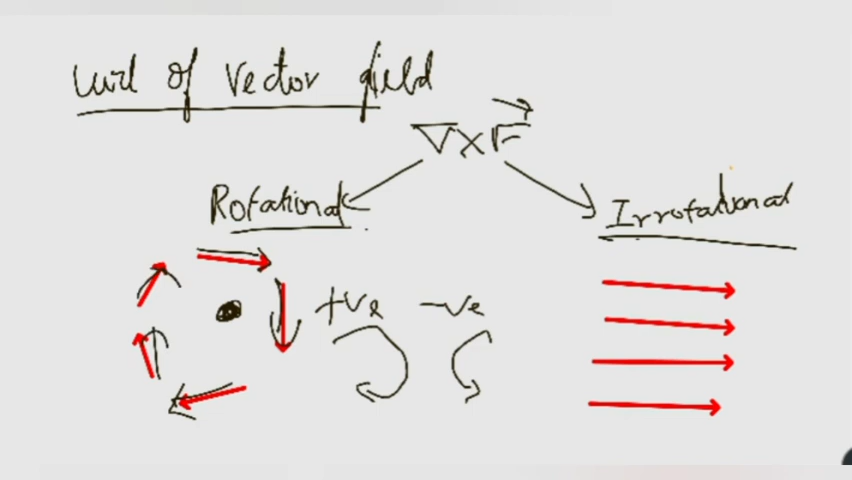 curl of vector field
∇×F⃗
Rotational
Irrotational
+ve -ve